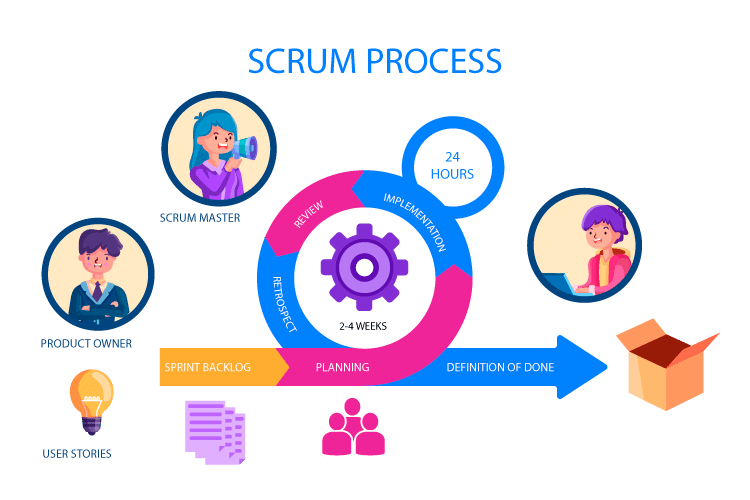 SCRUM PROCESS
24
HOURS
SCRUM MASTER
REVIEW
IMPLEMENTATION
RETROSPECT
2-4 WEEKS
PRODUCT OWNER
SPRINT BACKLOG
PLANNING
DEFINITION OF DONE
USER STORIES